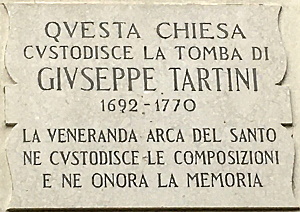 QVESTA CHIESA
CVSTODISCE LA TOMBA DI
GIVSEPPE TARTINI
1692-1770
LA VENERANDA ARCA DEL SANTO
NE CVSTODISCE LE COMPOSIZIONI
E NE ONORA LA MEMORIA